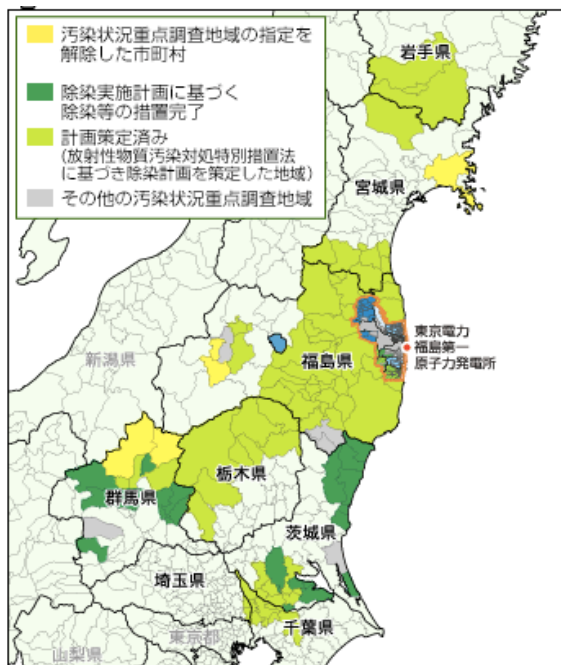 汚染状況重点調査地域の指定を
解除した市町村
除染実施計画に基づく
除染等の措置完了
計画策定済み
(放射性物質汚染対処特別措置法
に基づき除染計画を策定した地域)
その他の汚染状況重点調査地域
岩手県
宮城県
新潟県
福島県
東京電力
福島第一
原子力発電所
栃木県
群馬県
茨城県
埼玉県
東京都
千葉県
山梨県